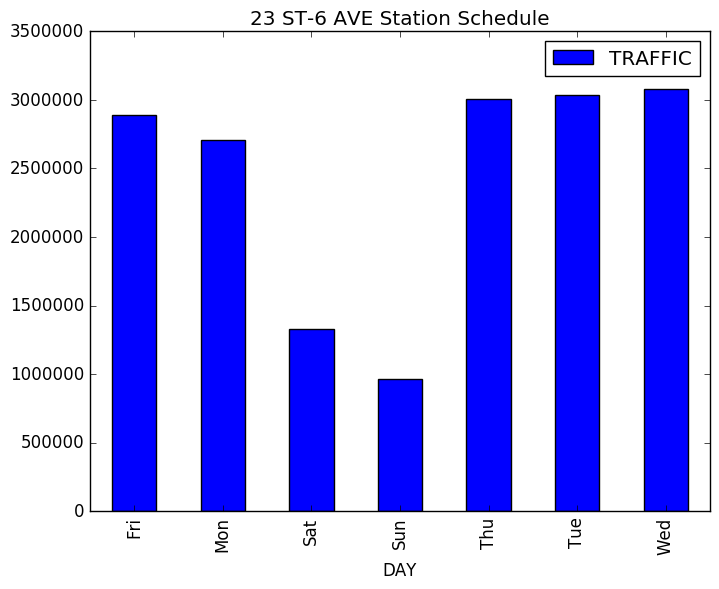 23 ST-6 AVE Station Schedule
TRAFFIC
3500000
3000000
2500000
2000000
1500000
1000000
500000
0
Fri
Mon
Sat
Sun
Thu
Tue
Wed
DAY